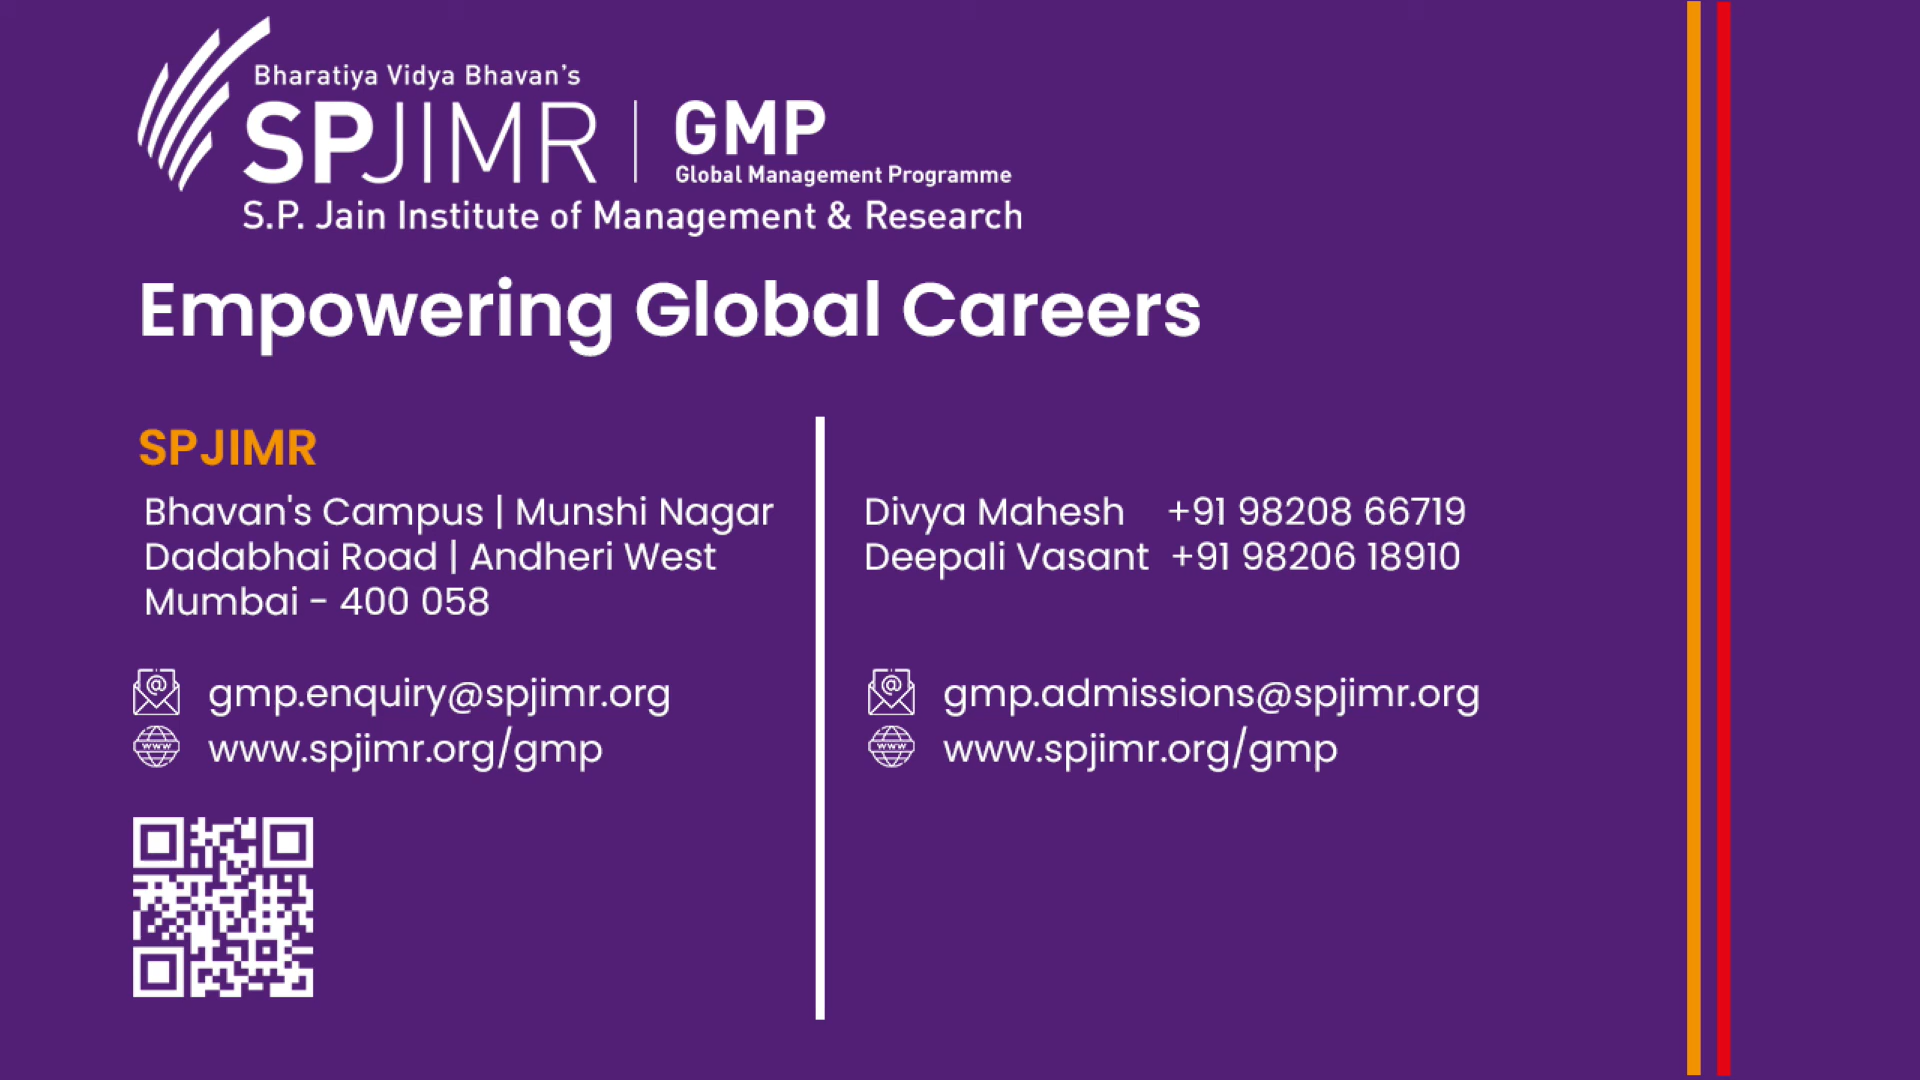 Bharatiya Vidya Bhavan's
SPJIMR
GMP
Global Management Programme
S.P. Jain Institute of Management & Research
Empowering Global Careers
SPJIMR
Bhavan's Campus | Munshi Nagar
Dadabhai Road | Andheri West
Mumbai - 400 058
@ gmp.enquiry@spjimr.org
www www.spjimr.org/gmp
Divya Mahesh +91 98208 66719
Deepali Vasant +91 98206 18910
@ gmp.admissions@spjimr.org
www www.spjimr.org/gmp